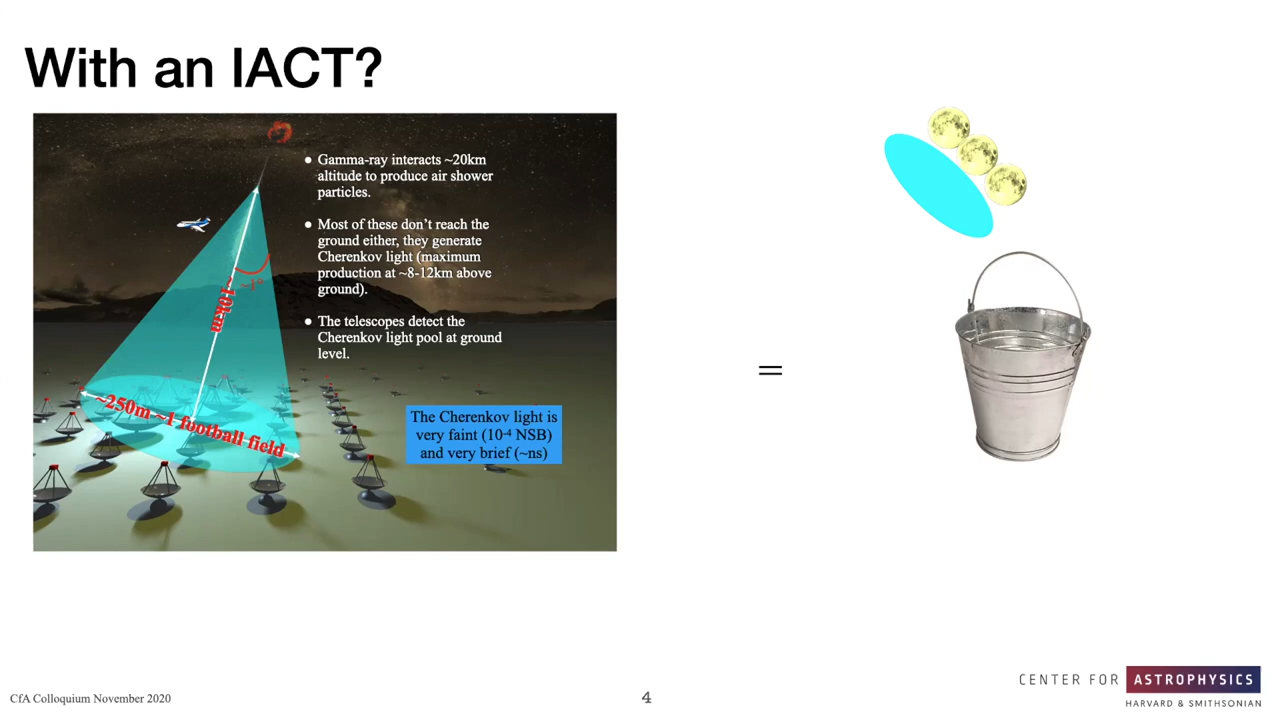 With an IACT?
● Gamma-ray interacts ~20km
altitude to produce air shower
particles.
● Most of these don't reach the
ground either, they generate
Cherenkov light (maximum
production at ~8-12km above
ground).
● The telescopes detect the
Cherenkov light pool at ground
level.
~1°
~10km
~250m ~1 football field
The Cherenkov light is
very faint (10⁻⁴ NSB)
and very brief (~ns)
=
CfA Colloquium November 2020
4
CENTER FOR ASTROPHYSICS
HARVARD & SMITHSONIAN